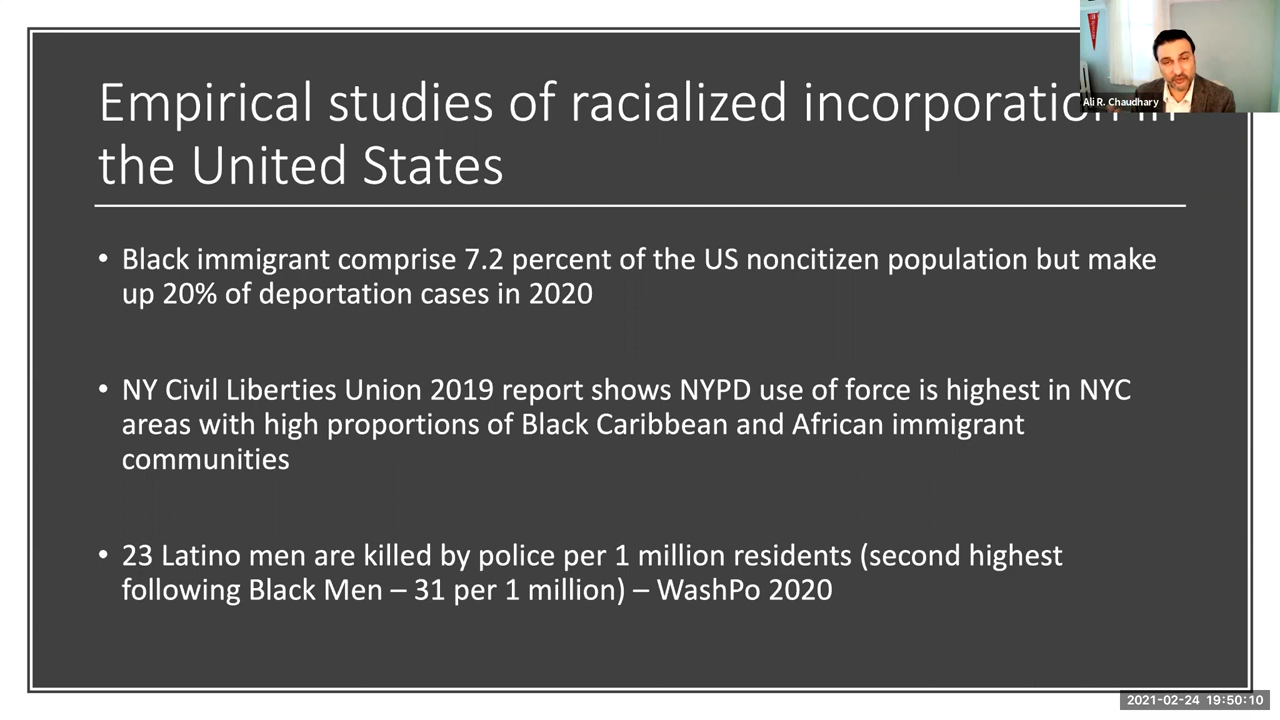 Empirical studies of racialized incorporation in
the United States
Ali R. Chaudhary
• Black immigrant comprise 7.2 percent of the US noncitizen population but make
up 20% of deportation cases in 2020
• NY Civil Liberties Union 2019 report shows NYPD use of force is highest in NYC
areas with high proportions of Black Caribbean and African immigrant
communities
• 23 Latino men are killed by police per 1 million residents (second highest
following Black Men – 31 per 1 million) – WashPo 2020
2021-02-24 19:50:10